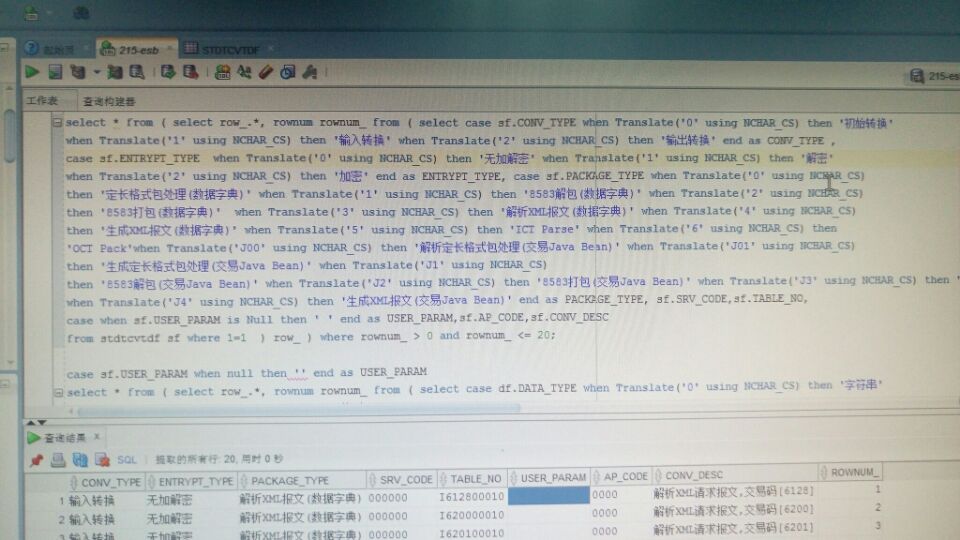 起始页
215-esb
STDTCVTDF
215-es
工作表
查询构建器
select * from ( select row_.*, rownum rownum_ from ( select case sf.CONV_TYPE when Translate('0' using NCHAR_CS) then '初始转换'
when Translate('1' using NCHAR_CS) then '输入转换' when Translate('2' using NCHAR_CS) then '输出转换' end as CONV_TYPE ,
case sf.ENTRYPT_TYPE when Translate('0' using NCHAR_CS) then '无加解密' when Translate('1' using NCHAR_CS) then '解密'
when Translate('2' using NCHAR_CS) then '加密' end as ENTRYPT_TYPE, case sf.PACKAGE_TYPE when Translate('0' using NCHAR_CS)
then '定长格式包处理(数据字典)' when Translate('1' using NCHAR_CS) then '8583解包(数据字典)' when Translate('2' using NCHAR_CS)
then '8583打包(数据字典)' when Translate('3' using NCHAR_CS) then '解析XML报文(数据字典)' when Translate('4' using NCHAR_CS)
then '生成XML报文(数据字典)' when Translate('5' using NCHAR_CS) then 'ICT Parse' when Translate('6' using NCHAR_CS) then
'OCT Pack'when Translate('J00' using NCHAR_CS) then '解析定长格式包处理(交易Java Bean)' when Translate('J01' using NCHAR_CS)
then '生成定长格式包处理(交易Java Bean)' when Translate('J1' using NCHAR_CS)
then '8583解包(交易Java Bean)' when Translate('J2' using NCHAR_CS) then '8583打包(交易Java Bean)' when Translate('J3' using NCHAR_CS) then '
when Translate('J4' using NCHAR_CS) then '生成XML报文(交易Java Bean)' end as PACKAGE_TYPE, sf.SRV_CODE,sf.TABLE_NO,
case when sf.USER_PARAM is Null then ' ' end as USER_PARAM,sf.AP_CODE,sf.CONV_DESC
from stdtcvtdf sf where 1=1 ) row_ ) where rownum_ > 0 and rownum_ <= 20;
case sf.USER_PARAM when null then '' end as USER_PARAM
select * from ( select row_.*, rownum rownum_ from ( select case df.DATA_TYPE when Translate('0' using NCHAR_CS) then '字符串'
查询结果 x
SQL | 提取的所有行: 20, 用时 0 秒
CONV_TYPE ENTRYPT_TYPE PACKAGE_TYPE SRV_CODE TABLE_NO USER_PARAM AP_CODE CONV_DESC ROWNUM_
1 输入转换 无加解密 解析XML报文(数据字典) 000000 I612800010 0000 解析XML请求报文,交易码[6128] 1
2 输入转换 无加解密 解析XML报文(数据字典) 000000 I620000010 0000 解析XML请求报文,交易码[6200] 2
3 输入转换 无加解密 解析XML报文(数据字典) 000000 I620100010 0000 解析XML请求报文,交易码[6201] 3